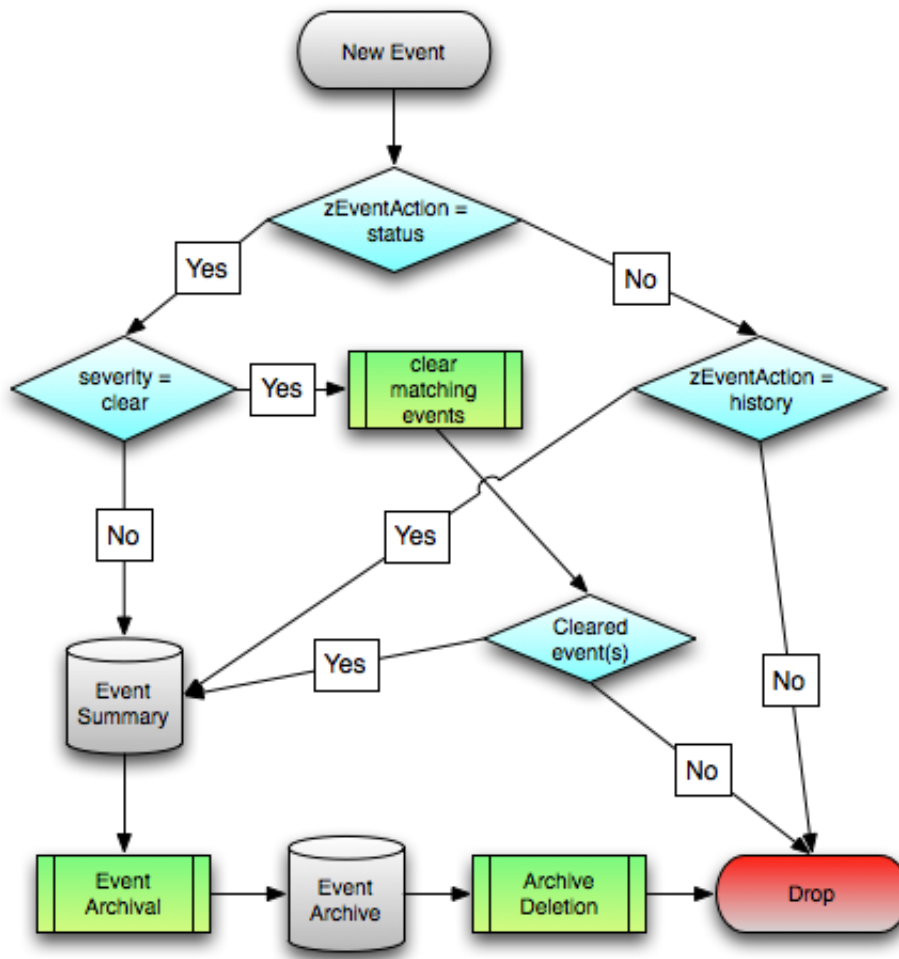 New Event
zEventAction =
status
Yes
No
severity =
clear
Yes
clear
matching
events
zEventAction =
history
No
Yes
Cleared
event(s)
Yes
No
Event
Summary
No
Event
Archival
Event
Archive
Archive
Deletion
Drop